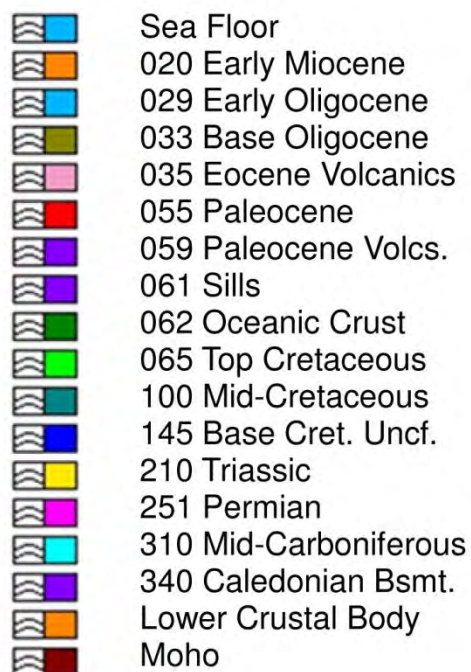 Sea Floor
020 Early Miocene
029 Early Oligocene
033 Base Oligocene
035 Eocene Volcanics
055 Paleocene
059 Paleocene Volcs.
061 Sills
062 Oceanic Crust
065 Top Cretaceous
100 Mid-Cretaceous
145 Base Cret. Uncf.
210 Triassic
251 Permian
310 Mid-Carboniferous
340 Caledonian Bsmt.
Lower Crustal Body
Moho